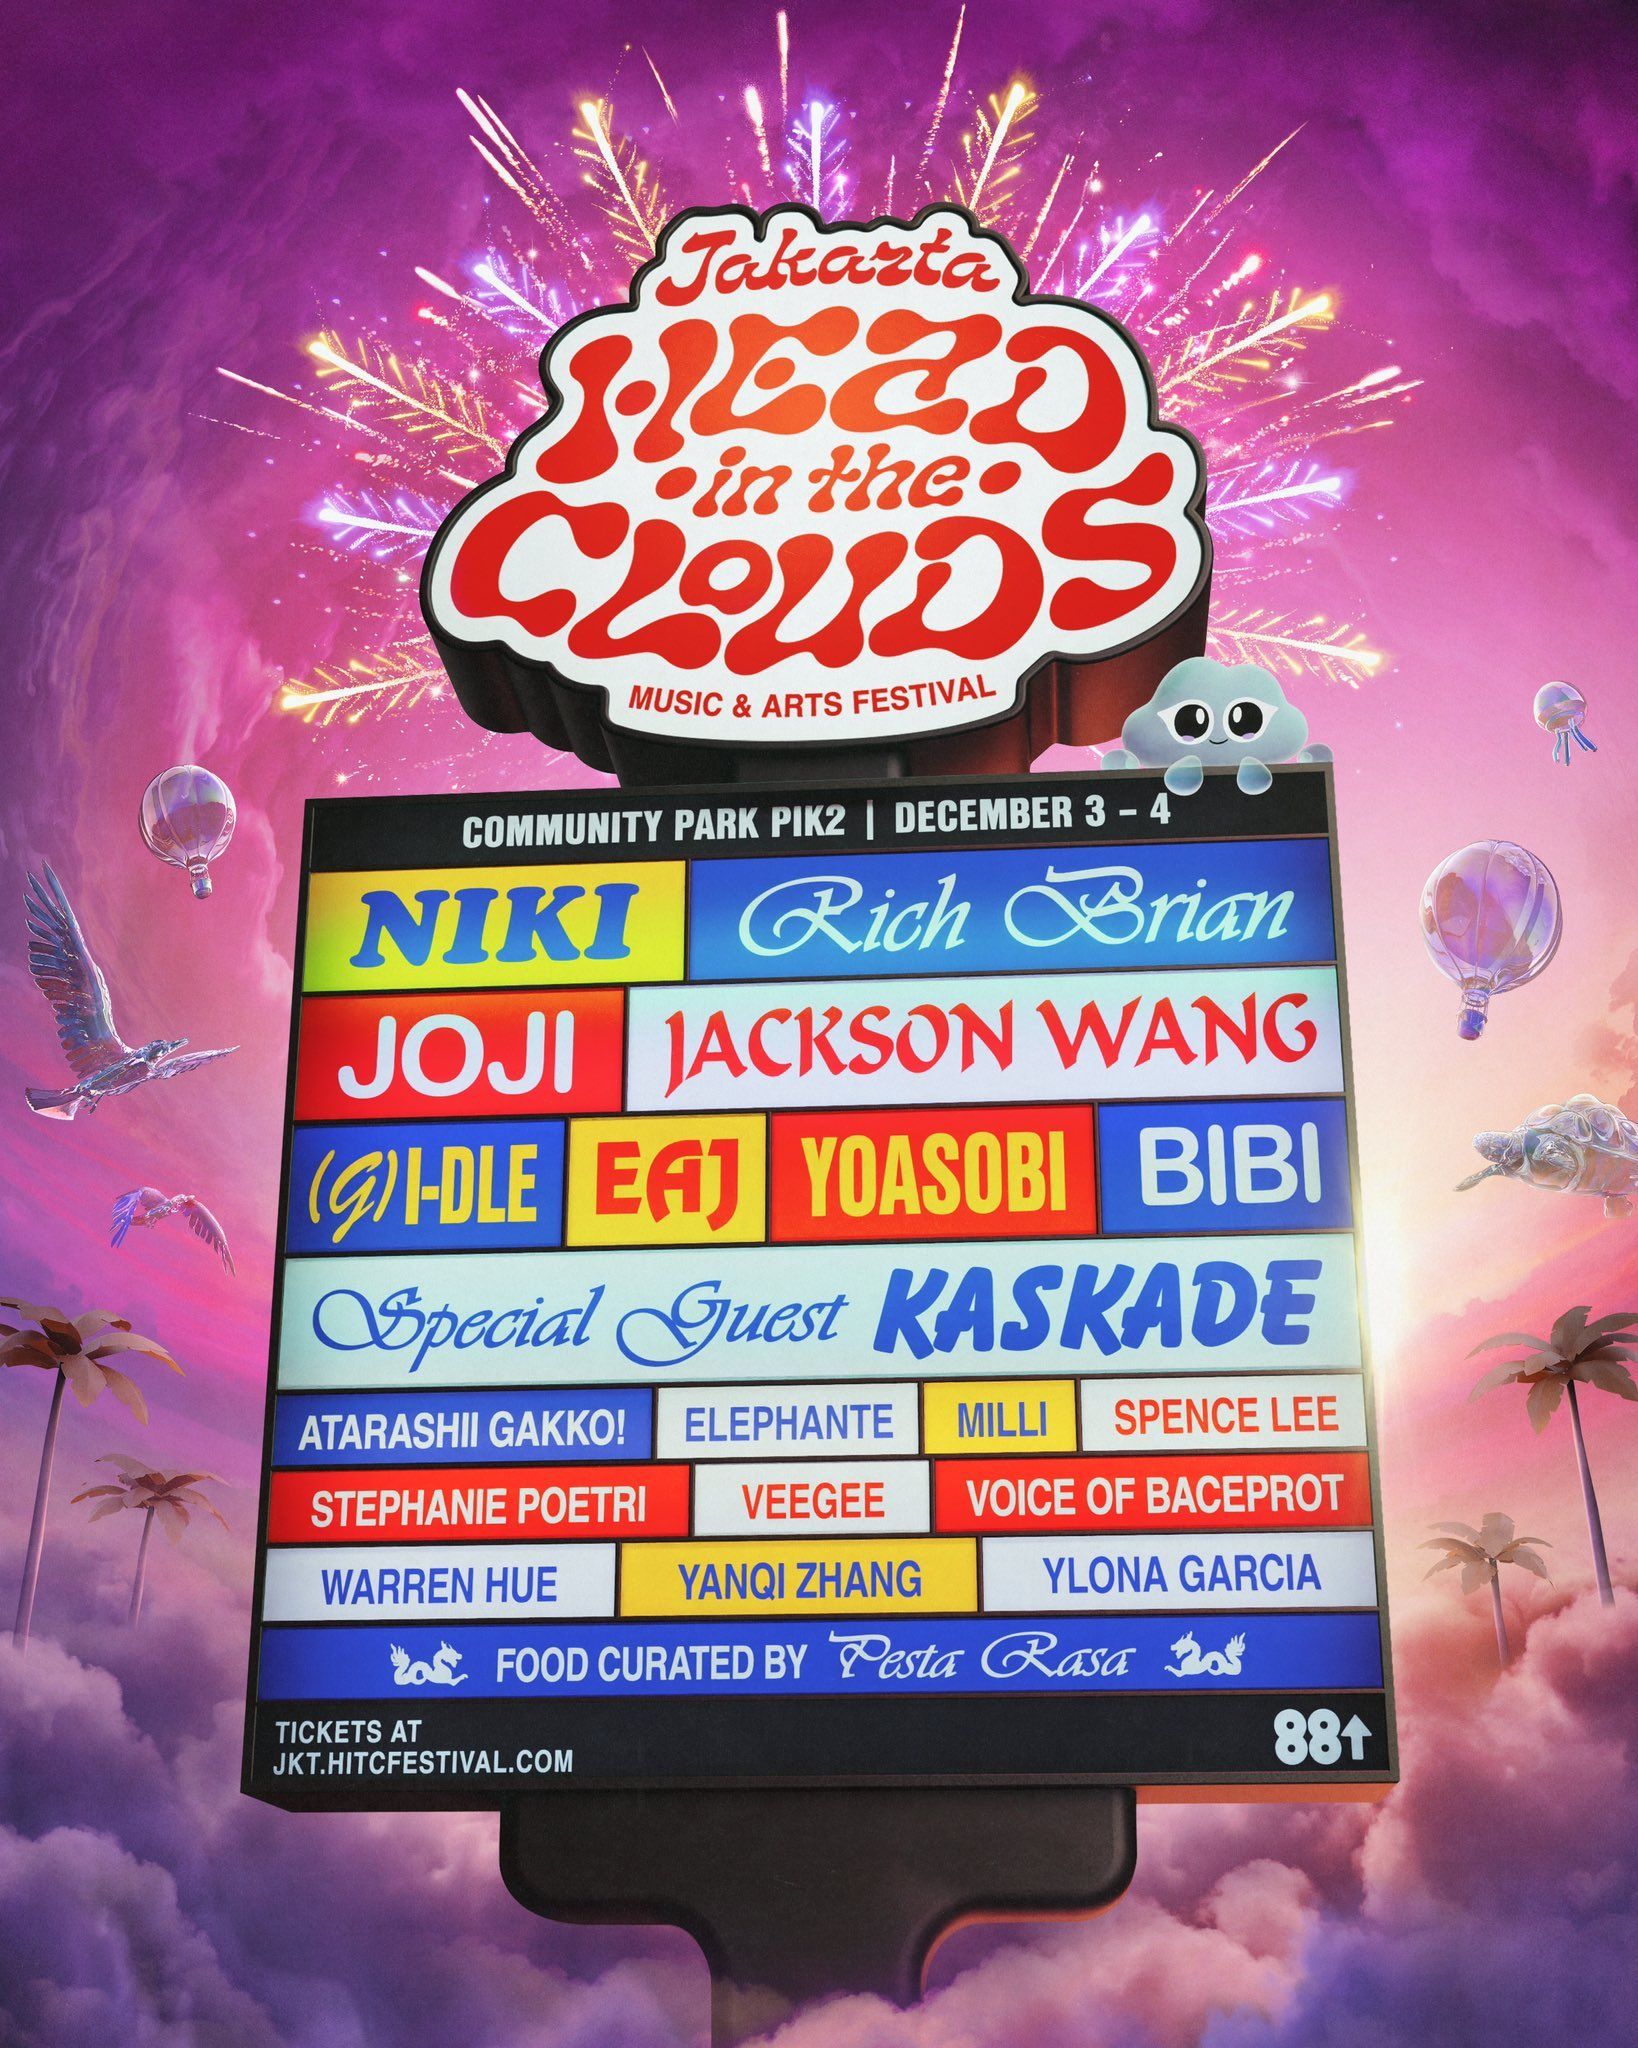 Jakarta
HEAD
in the
CLOUDS
MUSIC & ARTS FESTIVAL
COMMUNITY PARK PIK2 | DECEMBER 3 – 4
NIKI Rich Brian
JOJI JACKSON WANG
(G)I-DLE EAJ YOASOBI BIBI
Special Guest KASKADE
ATARASHII GAKKO! ELEPHANTE MILLI SPENCE LEE
STEPHANIE POETRI VEEGEE VOICE OF BACEPROT
WARREN HUE YANQI ZHANG YLONA GARCIA
FOOD CURATED BY Pesta Rasa
TICKETS AT
JKT.HITCFESTIVAL.COM
88↑